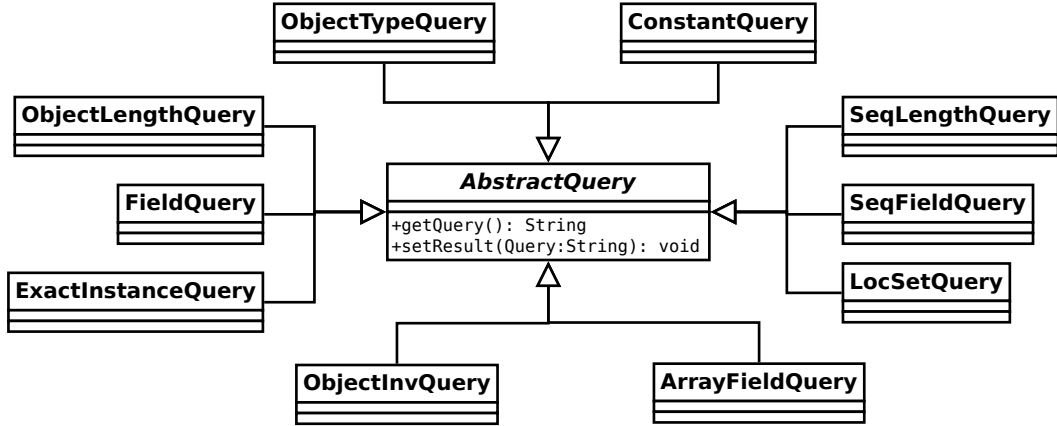 ObjectTypeQuery
ConstantQuery
ObjectLengthQuery
SeqLengthQuery
AbstractQuery
FieldQuery
SeqFieldQuery
+getQuery(): String
+setResult(Query:String): void
ExactInstanceQuery
LocSetQuery
ObjectInvQuery
ArrayFieldQuery